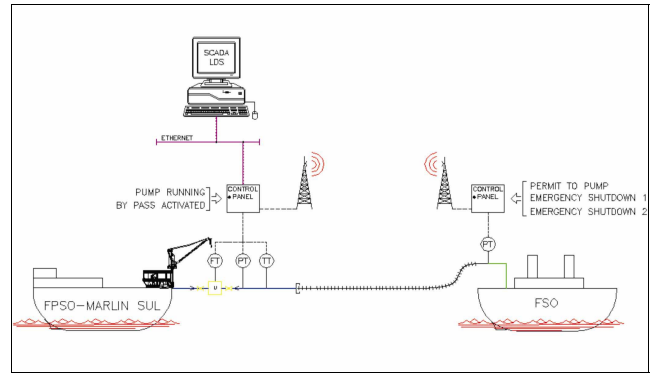 SCADA
LDS
ETHERNET
PUMP RUNNING
BY PASS ACTIVATED
CONTROL
PANEL
CONTROL
PANEL
PERMIT TO PUMP
EMERGENCY SHUTDOWN 1
EMERGENCY SHUTDOWN 2
FT
PT
TT
PT
FPSO-MARLIN SUL
FSO